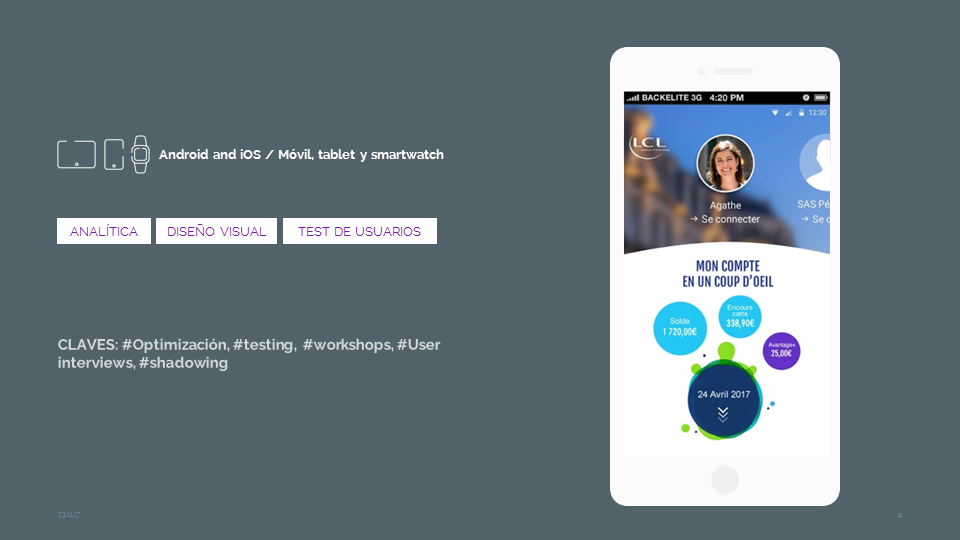 Android and iOS / Móvil, tablet y smartwatch
ANALÍTICA DISEÑO VISUAL TEST DE USUARIOS
CLAVES: #Optimización, #testing, #workshops, #User
interviews, #shadowing
BACKELITE 3G 4:20 PM
12:30
LCL
Agathe
→ Se connecter
SAS Pé
→ Se c
MON COMPTE
EN UN COUP D'OEIL
Solde
1 720,00€
Encours
carte
338,90€
Avantage+
25,00€
24 Avril 2017